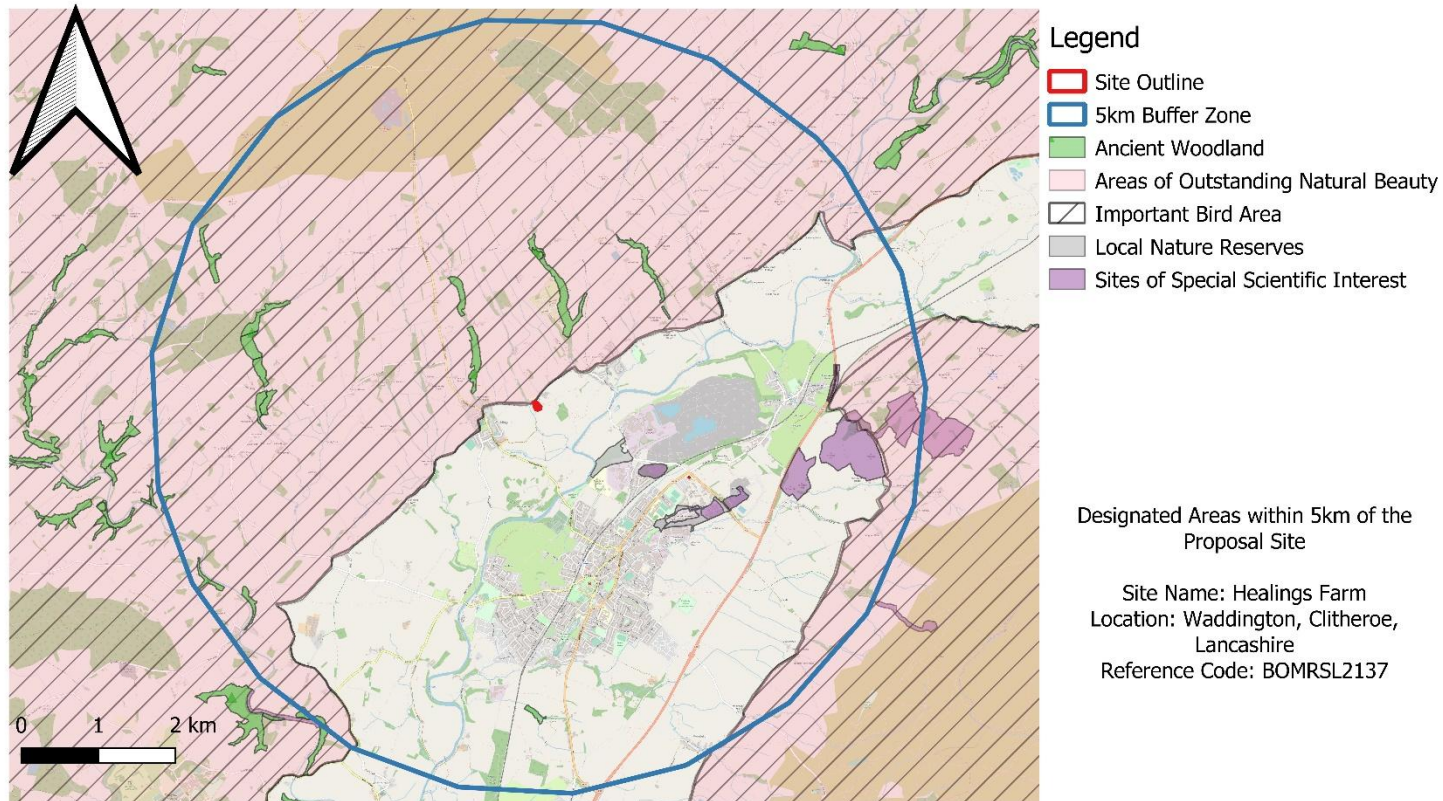 Legend
Site Outline
5km Buffer Zone
Ancient Woodland
Areas of Outstanding Natural Beauty
Important Bird Area
Local Nature Reserves
Sites of Special Scientific Interest
Designated Areas within 5km of the
Proposal Site
Site Name: Healings Farm
Location: Waddington, Clitheroe,
Lancashire
Reference Code: BOMRSL2137
0 1 2 km